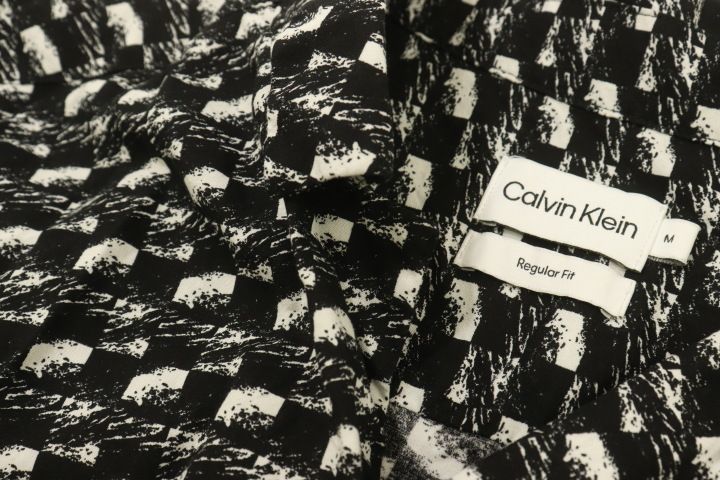 Calvin Klein
M
Regular Fit